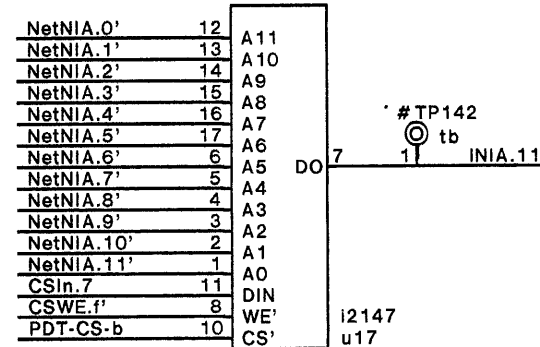 NetNIA.0' 12 A11
NetNIA.1' 13 A10
NetNIA.2' 14 A9
NetNIA.3' 15 A8
NetNIA.4' 16 A7
NetNIA.5' 17 A6
NetNIA.6' 6 A5 DO 7 1 INIA.11
NetNIA.7' 5 A4
NetNIA.8' 4 A3
NetNIA.9' 3 A2
NetNIA.10' 2 A1
NetNIA.11' 1 A0
CSIn.7 11 DIN
CSWE.f' 8 WE' i2147
PDT-CS-b 10 CS' u17
#TP142
tb